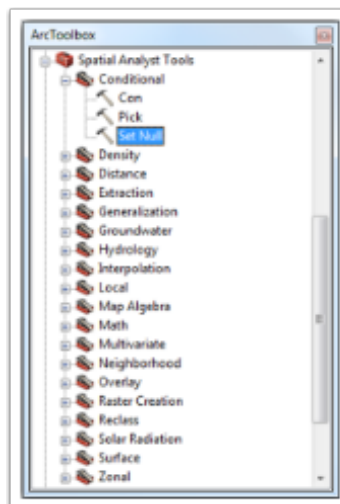 ArcToolbox
Spatial Analyst Tools
Conditional
Con
Pick
Set Null
Density
Distance
Extraction
Generalization
Groundwater
Hydrology
Interpolation
Local
Map Algebra
Math
Multivariate
Neighborhood
Overlay
Raster Creation
Reclass
Solar Radiation
Surface
Zonal